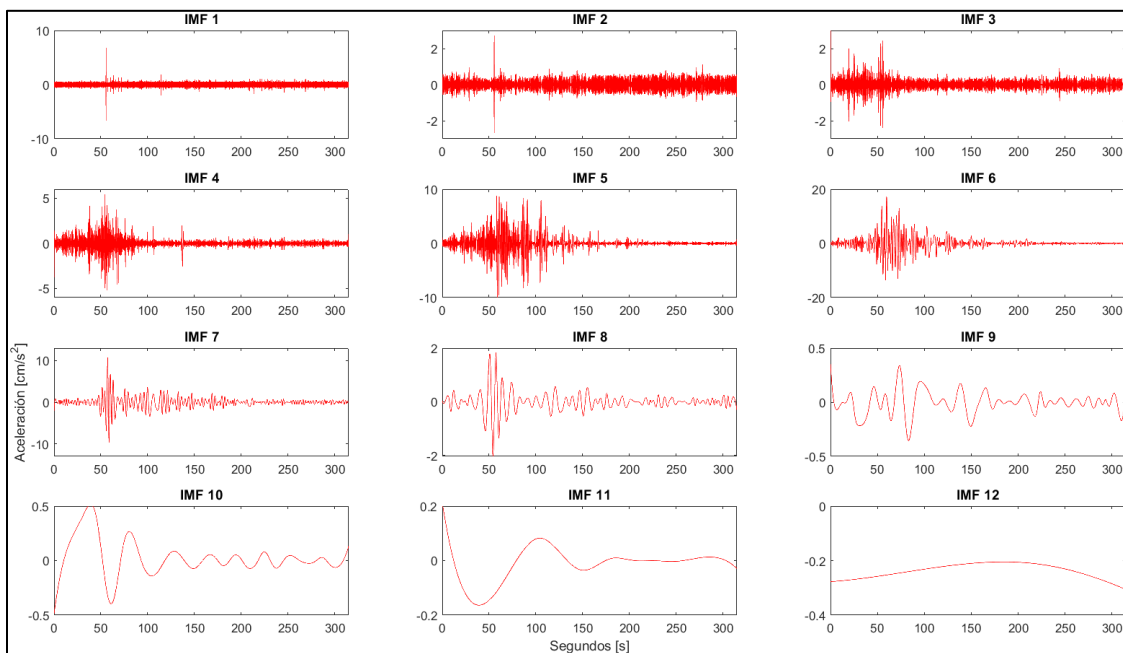 IMF 1
10
0
-10
0 50 100 150 200 250 300
IMF 2
2
0
-2
0 50 100 150 200 250 300
IMF 3
2
0
-2
0 50 100 150 200 250 300
IMF 4
5
0
-5
0 50 100 150 200 250 300
IMF 5
10
0
-10
0 50 100 150 200 250 300
IMF 6
20
0
-20
0 50 100 150 200 250 300
IMF 7
10
0
-10
0 50 100 150 200 250 300
IMF 8
2
0
-2
0 50 100 150 200 250 300
IMF 9
0.5
0
-0.5
0 50 100 150 200 250 300
Aceleración [cm/s²]
IMF 10
0.5
0
-0.5
0 50 100 150 200 250 300
IMF 11
0.2
0
-0.2
0 50 100 150 200 250 300
IMF 12
0
-0.2
-0.4
0 50 100 150 200 250 300
Segundos [s]